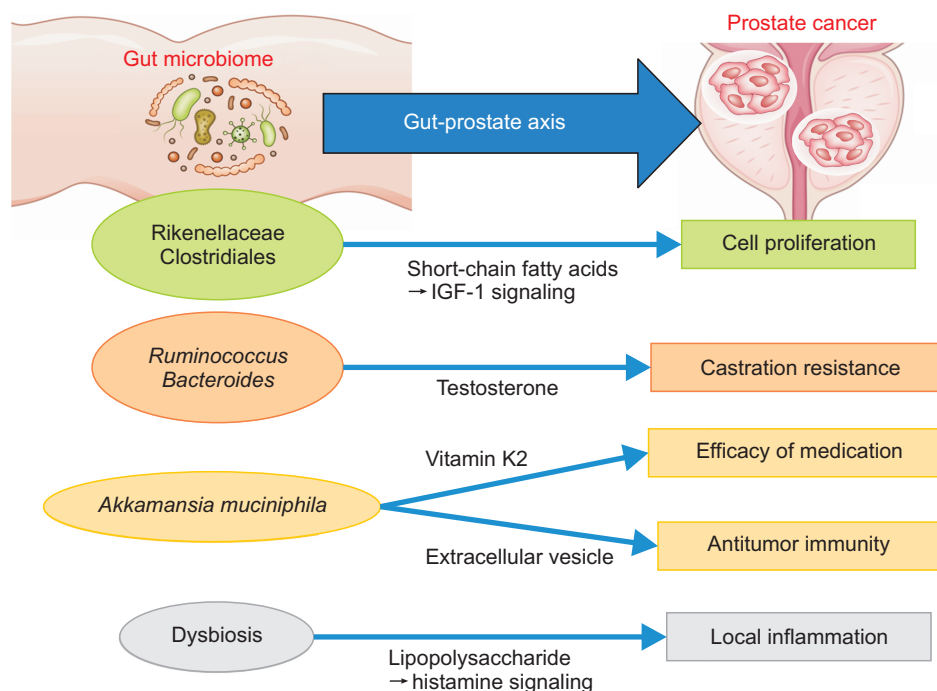 Gut microbiome
Prostate cancer
Gut-prostate axis
Rikenellaceae
Clostridiales
Short-chain fatty acids
→ IGF-1 signaling
Cell proliferation
Ruminococcus
Bacteroides
Testosterone
Castration resistance
Akkamansia muciniphila
Vitamin K2
Efficacy of medication
Extracellular vesicle
Antitumor immunity
Dysbiosis
Lipopolysaccharide
→ histamine signaling
Local inflammation